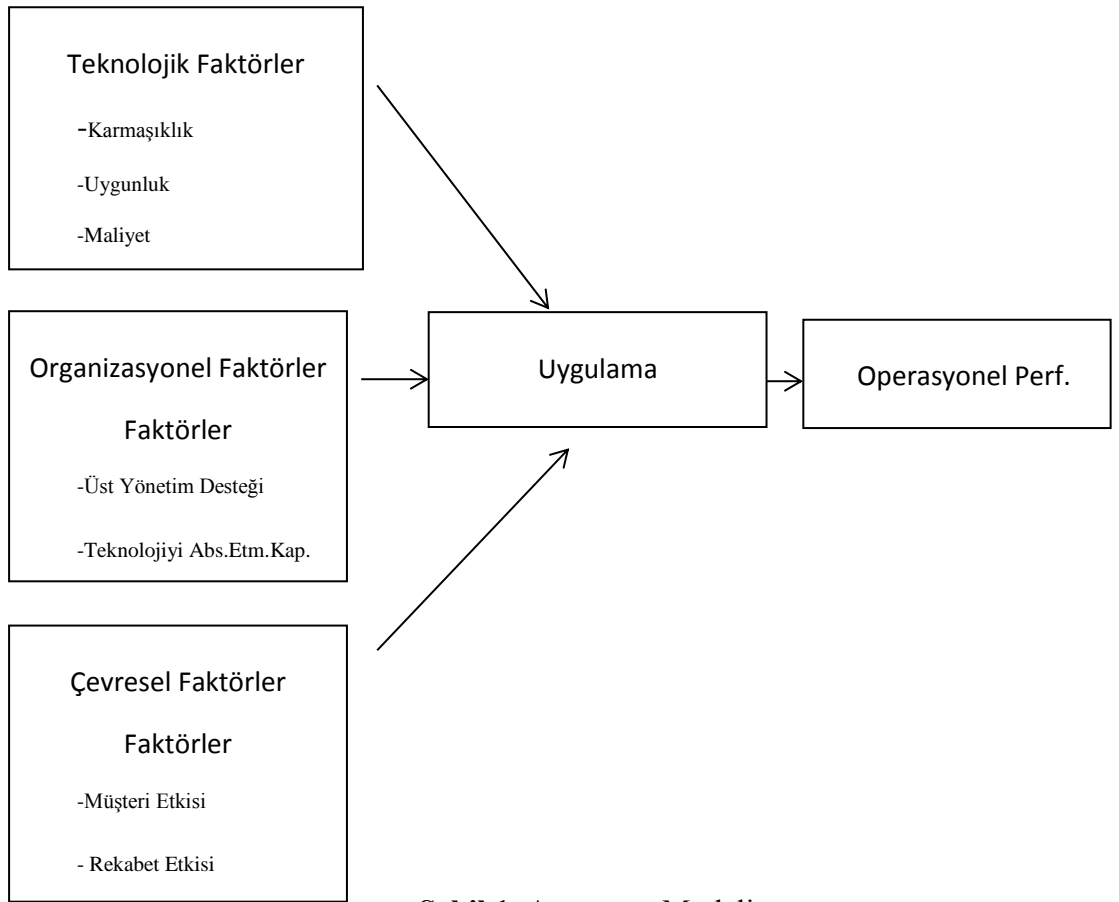 Teknolojik Faktörler
-Karmaşıklık
-Uygunluk
-Maliyet
Organizasyonel Faktörler
Faktörler
-Üst Yönetim Desteği
-Teknolojiyi Abs.Etm.Kap.
Çevresel Faktörler
Faktörler
-Müşteri Etkisi
- Rekabet Etkisi
Uygulama
Operasyonel Perf.